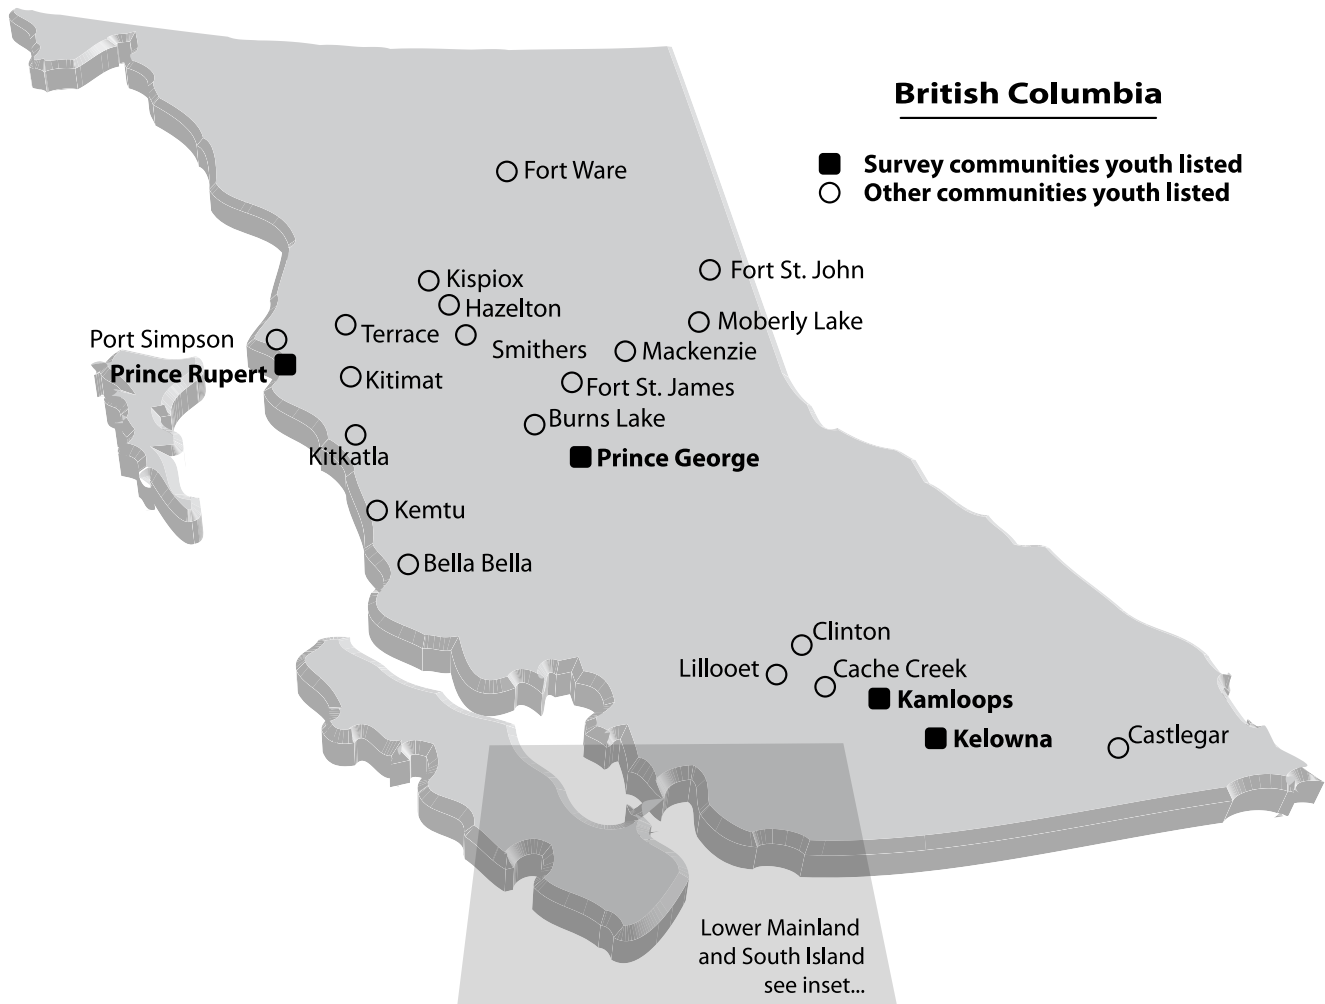 British Columbia
Survey communities youth listed
Other communities youth listed
Fort Ware
Fort St. John
Kispiox
Hazelton
Moberly Lake
Port Simpson
Terrace
Smithers
Mackenzie
Prince Rupert
Kitimat
Fort St. James
Burns Lake
Kitkatla
Prince George
Kemtu
Bella Bella
Clinton
Lillooet
Cache Creek
Kamloops
Kelowna
Castlegar
Lower Mainland
and South Island
see inset...